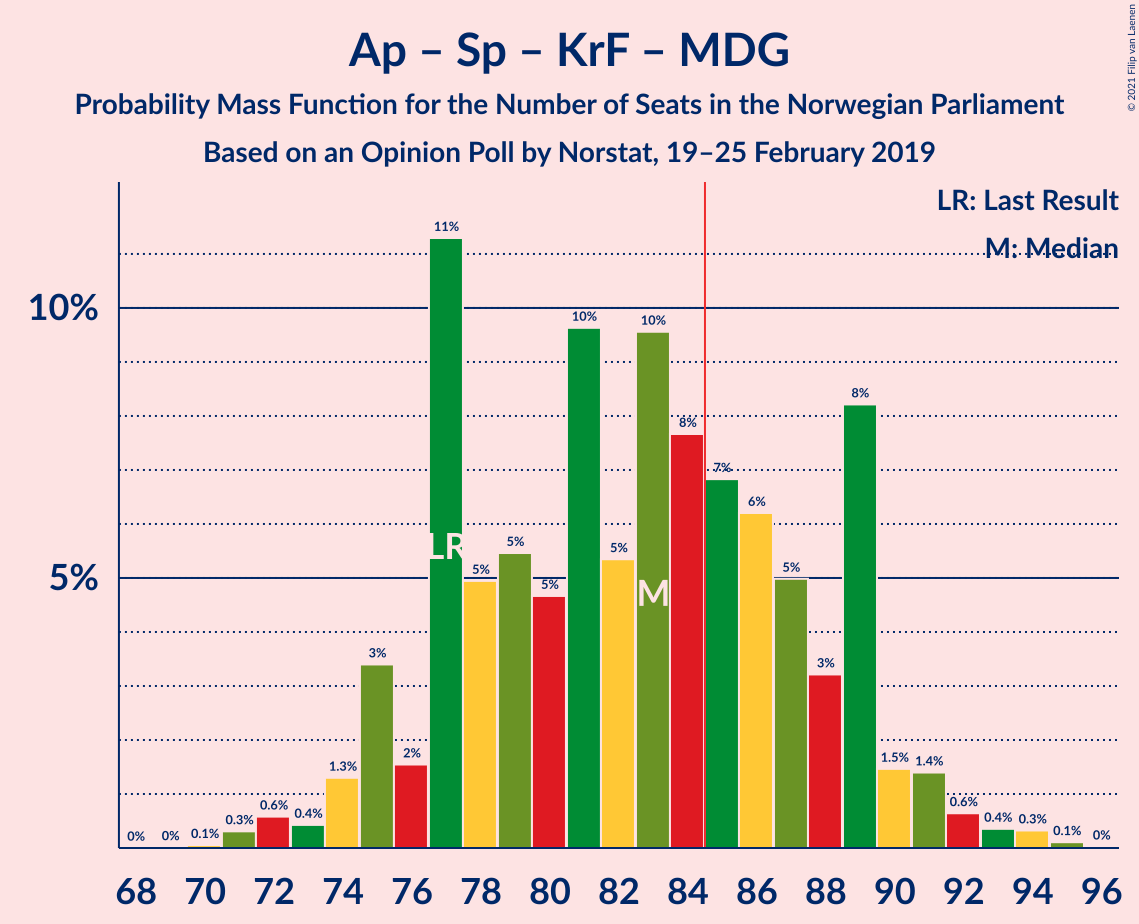 Ap – Sp – KrF – MDG
Probability Mass Function for the Number of Seats in the Norwegian Parliament
Based on an Opinion Poll by Norstat, 19–25 February 2019
© 2021 Filip van Laenen
LR: Last Result
M: Median
10%
5%
0% 0% 0.1% 0.3% 0.6% 0.4% 1.3% 3% 2% 11% 5% 5% 5% 10% 5% 10% 8% 7% 6% 5% 3% 8% 1.5% 1.4% 0.6% 0.4% 0.3% 0.1% 0%
LR
M
68 70 72 74 76 78 80 82 84 86 88 90 92 94 96